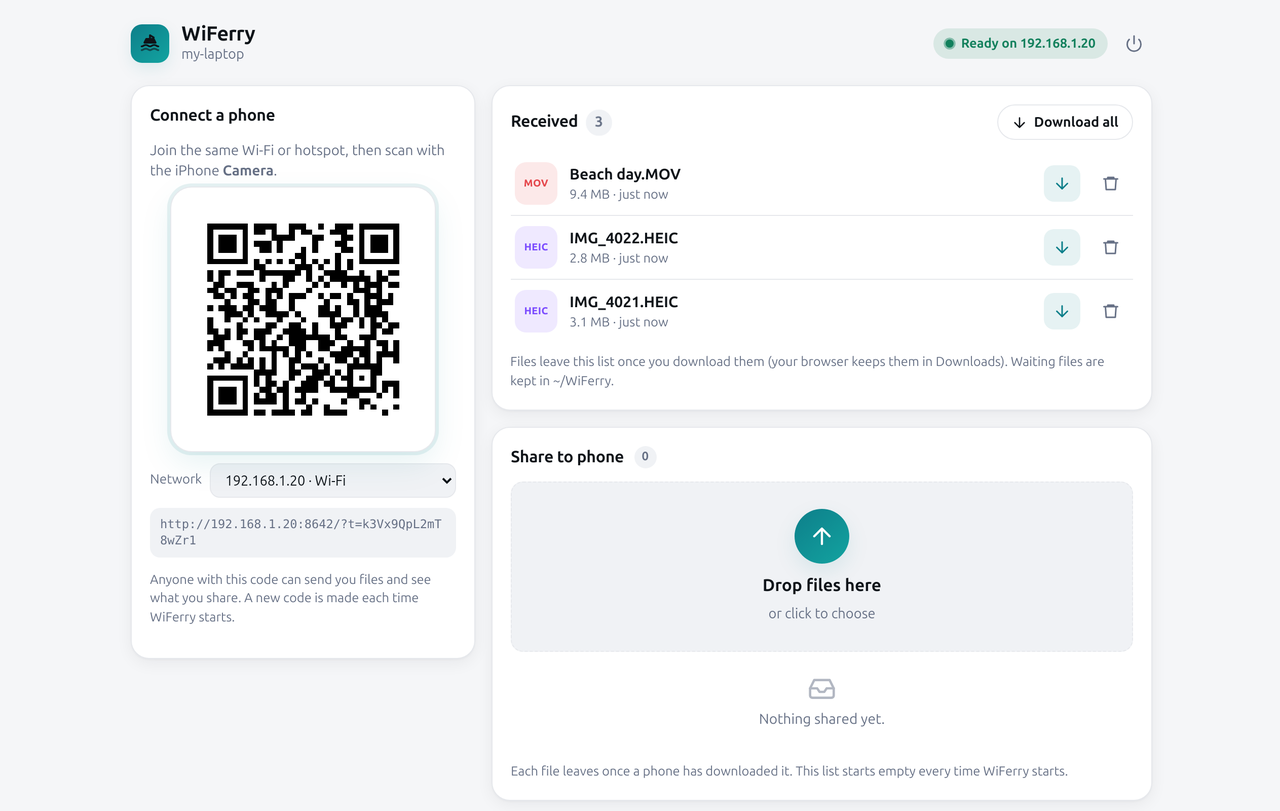 WiFerry
my-laptop
Ready on 192.168.1.20
Connect a phone
Join the same Wi-Fi or hotspot, then scan with
the iPhone Camera.
Network
192.168.1.20 · Wi-Fi
http://192.168.1.20:8642/?t=k3Vx9QpL2mT
8wZr1
Anyone with this code can send you files and see
what you share. A new code is made each time
WiFerry starts.
Received 3
Download all
MOV
Beach day.MOV
9.4 MB · just now
HEIC
IMG_4022.HEIC
2.8 MB · just now
HEIC
IMG_4021.HEIC
3.1 MB · just now
Files leave this list once you download them (your browser keeps them in Downloads). Waiting files are
kept in ~/WiFerry.
Share to phone 0
Drop files here
or click to choose
Nothing shared yet.
Each file leaves once a phone has downloaded it. This list starts empty every time WiFerry starts.